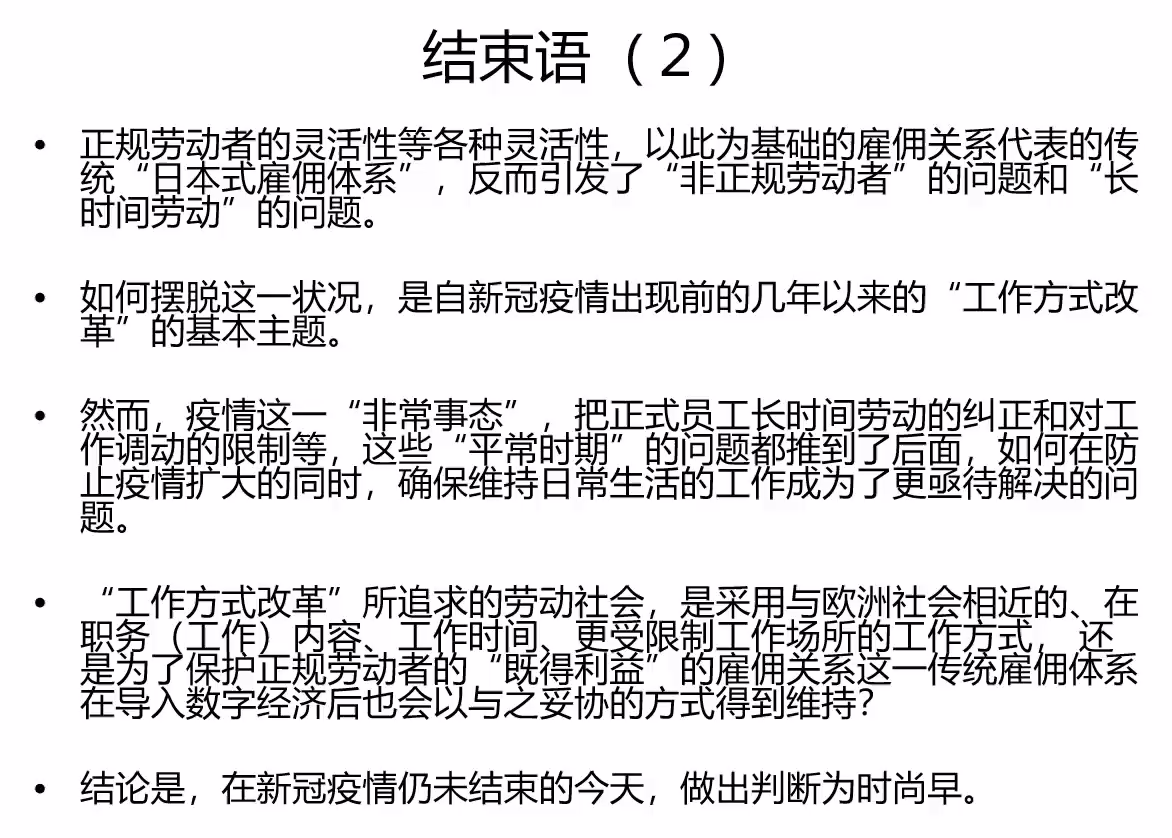 结束语（2）
• 正规劳动者的灵活性等各种灵活性，以此为基础的雇佣关系代表的传
统“日本式雇佣体系”，反而引发了“非正规劳动者”的问题和“长
时间劳动”的问题。
• 如何摆脱这一状况，是自新冠疫情出现前的几年以来的“工作方式改
革”的基本主题。
• 然而，疫情这一“非常事态”，把正式员工长时间劳动的纠正和对工
作调动的限制等，这些“平常时期”的问题都推到了后面，如何在防
止疫情扩大的同时，确保维持日常生活的工作成为了更亟待解决的问
题。
• “工作方式改革”所追求的劳动社会，是采用与欧洲社会相近的、在
职务（工作）内容、工作时间、更受限制工作场所的工作方式， 还
是为了保护正规劳动者的“既得利益”的雇佣关系这一传统雇佣体系
在导入数字经济后也会以与之妥协的方式得到维持？
• 结论是，在新冠疫情仍未结束的今天，做出判断为时尚早。